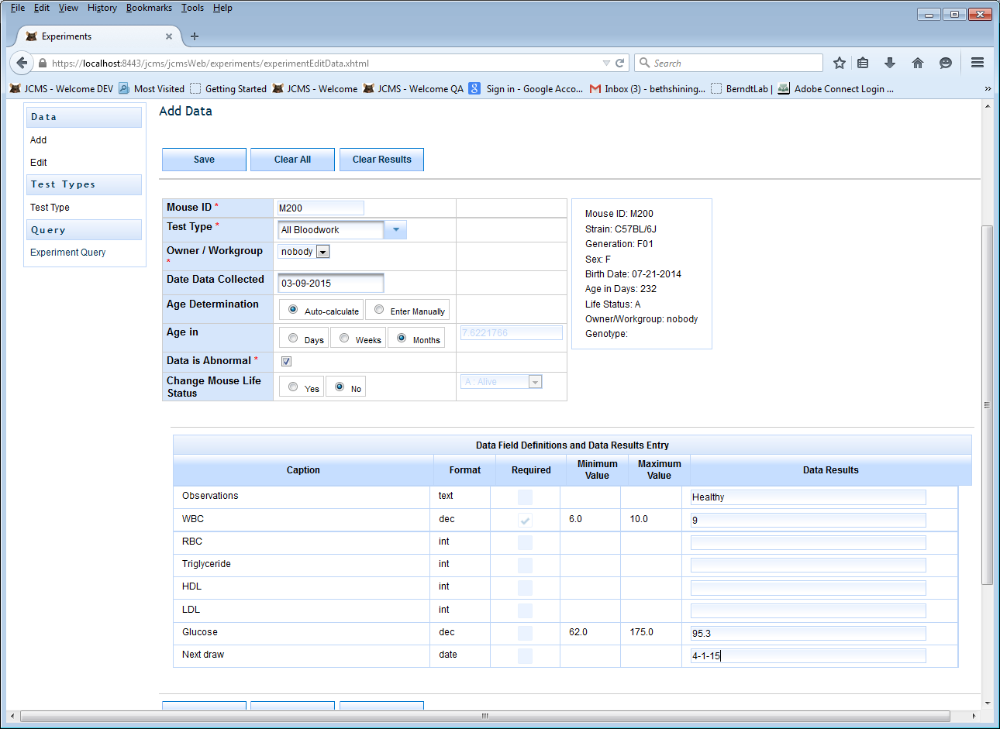 File Edit View History Bookmarks Tools Help
Experiments
https://localhost:8443/jcms/jcmsWeb/experiments/experimentEditData.xhtml
Search
JCMS - Welcome DEV Most Visited Getting Started JCMS - Welcome JCMS - Welcome QA 8 Sign in - Google Acco... Inbox (3) - bethshining... BerndtLab | Adobe Connect Login ...
Data
Add
Edit
Test Types
Test Type
Query
Experiment Query
Add Data
Save Clear All Clear Results
Mouse ID * M200
Test Type * All Bloodwork
Owner / Workgroup * nobody
Date Data Collected 03-09-2015
Age Determination Auto-calculate Enter Manually
Age in Days Weeks Months 7.6221766
Data is Abnormal *
Change Mouse Life Status Yes No A : Alive
Mouse ID: M200
Strain: C57BL/6J
Generation: F01
Sex: F
Birth Date: 07-21-2014
Age in Days: 232
Life Status: A
Owner/Workgroup: nobody
Genotype:
Data Field Definitions and Data Results Entry
Caption Format Required Minimum Value Maximum Value Data Results
Observations text Healthy
WBC dec 6.0 10.0 9
RBC int
Triglyceride int
HDL int
LDL int
Glucose dec 62.0 175.0 95.3
Next draw date 4-1-15